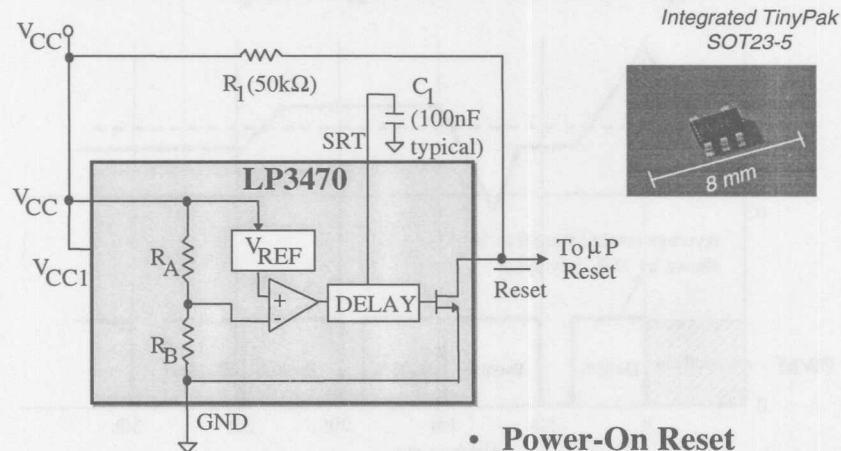 Integrated TinyPak
SOT23-5
8 mm
VCC
R1(50kΩ)
C1
(100nF
typical)
SRT
LP3470
VCC
VCC1
RA
VREF
+
-
DELAY
RB
To μP
Reset
Reset
GND
• Power-On Reset